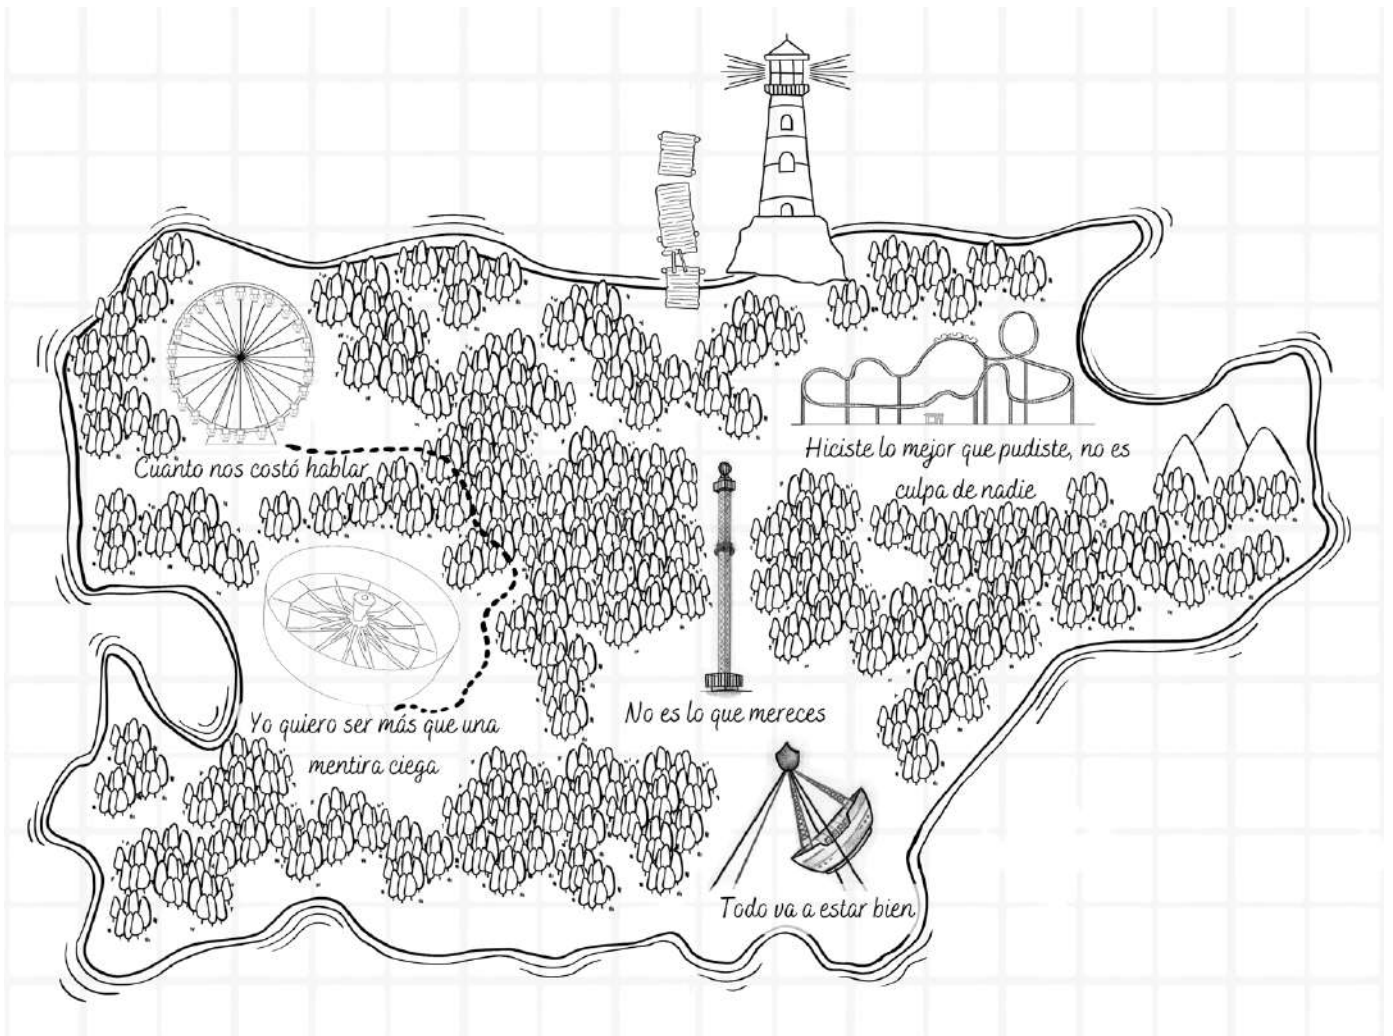 Cuanto nos costó hablar
Hiciste lo mejor que pudiste, no es
culpa de nadie
Yo quiero ser más que una
mentira ciega
No es lo que mereces
Todo va a estar bien